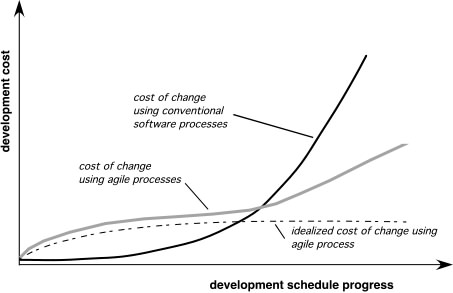 development cost
cost of change
using conventional
software processes
cost of change
using agile processes
idealized cost of change using
agile process
development schedule progress